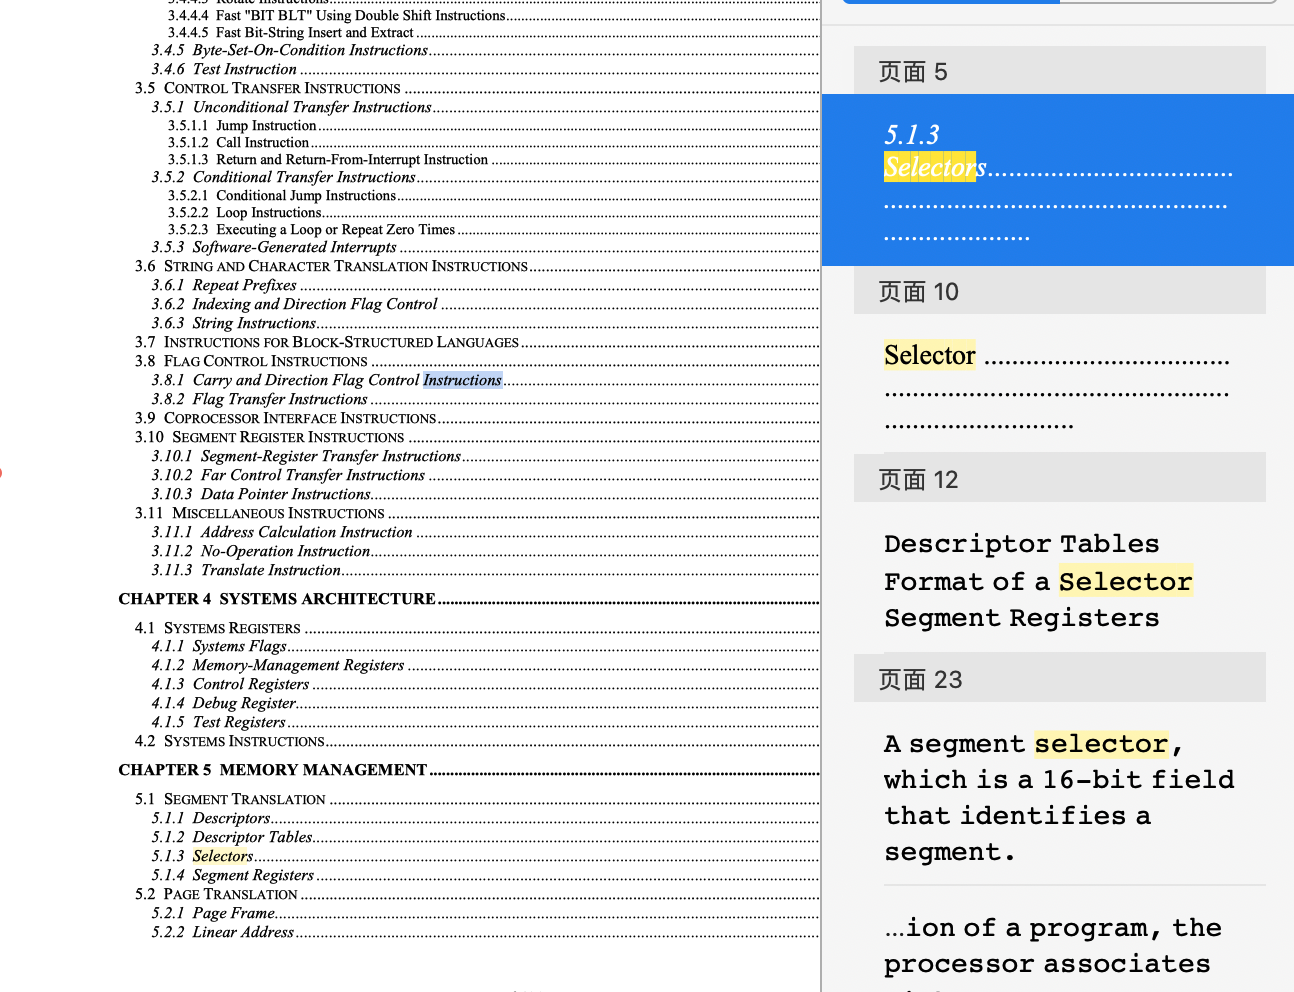 3.4.4.3 Rotate Instructions
3.4.4.4 Fast "BIT BLT" Using Double Shift Instructions
3.4.4.5 Fast Bit-String Insert and Extract
3.4.5 Byte-Set-On-Condition Instructions
3.4.6 Test Instruction
3.5 CONTROL TRANSFER INSTRUCTIONS
3.5.1 Unconditional Transfer Instructions
3.5.1.1 Jump Instruction
3.5.1.2 Call Instruction
3.5.1.3 Return and Return-From-Interrupt Instruction
3.5.2 Conditional Transfer Instructions
3.5.2.1 Conditional Jump Instructions
3.5.2.2 Loop Instructions
3.5.2.3 Executing a Loop or Repeat Zero Times
3.5.3 Software-Generated Interrupts
3.6 STRING AND CHARACTER TRANSLATION INSTRUCTIONS
3.6.1 Repeat Prefixes
3.6.2 Indexing and Direction Flag Control
3.6.3 String Instructions
3.7 INSTRUCTIONS FOR BLOCK-STRUCTURED LANGUAGES
3.8 FLAG CONTROL INSTRUCTIONS
3.8.1 Carry and Direction Flag Control Instructions
3.8.2 Flag Transfer Instructions
3.9 COPROCESSOR INTERFACE INSTRUCTIONS
3.10 SEGMENT REGISTER INSTRUCTIONS
3.10.1 Segment-Register Transfer Instructions
3.10.2 Far Control Transfer Instructions
3.10.3 Data Pointer Instructions
3.11 MISCELLANEOUS INSTRUCTIONS
3.11.1 Address Calculation Instruction
3.11.2 No-Operation Instruction
3.11.3 Translate Instruction
CHAPTER 4 SYSTEMS ARCHITECTURE
4.1 SYSTEMS REGISTERS
4.1.1 Systems Flags
4.1.2 Memory-Management Registers
4.1.3 Control Registers
4.1.4 Debug Register
4.1.5 Test Registers
4.2 SYSTEMS INSTRUCTIONS
CHAPTER 5 MEMORY MANAGEMENT
5.1 SEGMENT TRANSLATION
5.1.1 Descriptors
5.1.2 Descriptor Tables
5.1.3 Selectors
5.1.4 Segment Registers
5.2 PAGE TRANSLATION
5.2.1 Page Frame
5.2.2 Linear Address
页面 5
5.1.3
Selectors
页面 10
Selector
页面 12
Descriptor Tables
Format of a Selector
Segment Registers
页面 23
A segment selector,
which is a 16-bit field
that identifies a
segment.
…ion of a program, the
processor associates